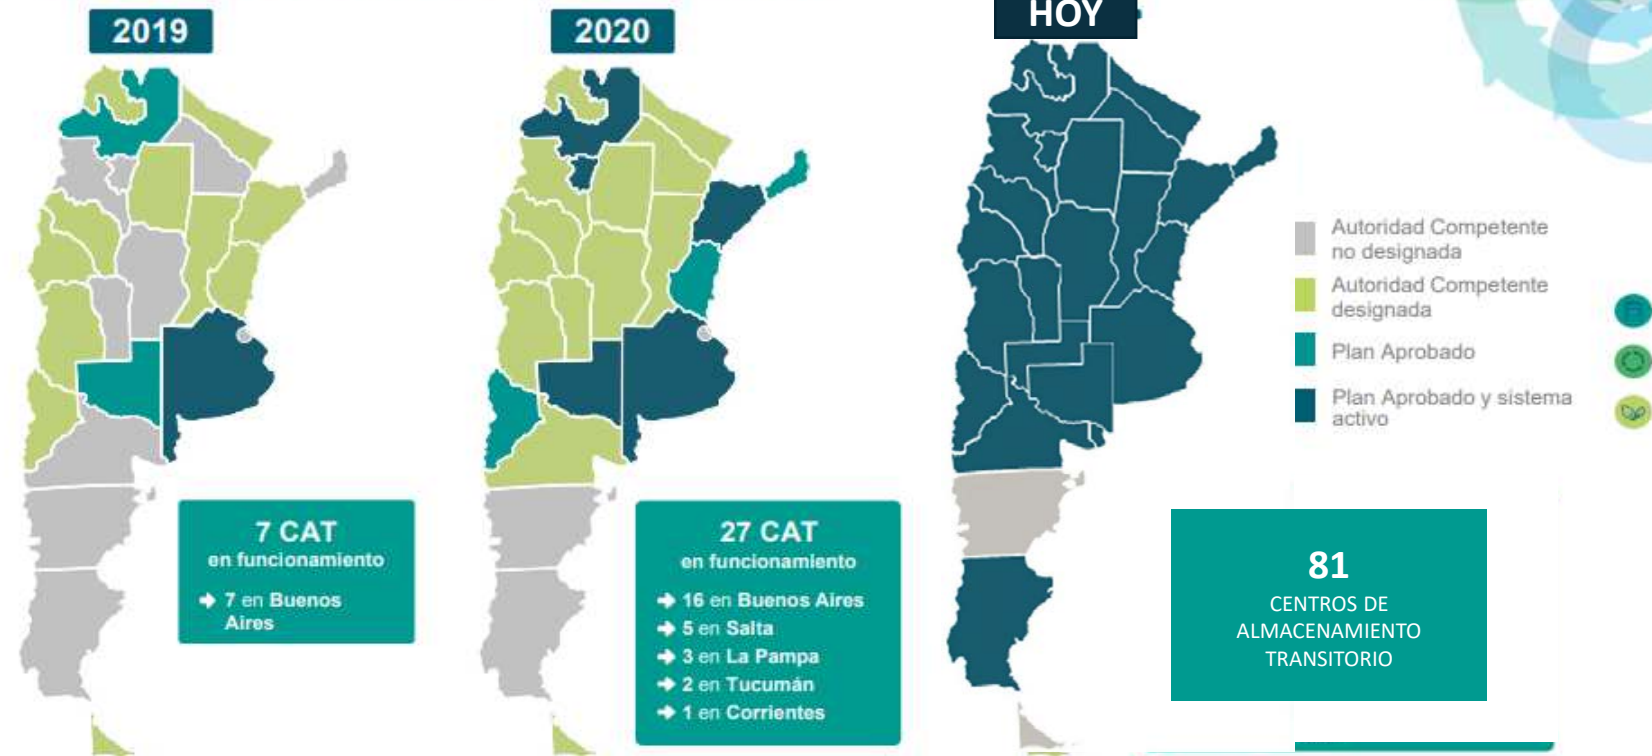 2019
2020
HOY
Autoridad Competente
no designada
Autoridad Competente
designada
Plan Aprobado
Plan Aprobado y sistema
activo
7 CAT
en funcionamiento
7 en Buenos
Aires
27 CAT
en funcionamiento
16 en Buenos Aires
5 en Salta
3 en La Pampa
2 en Tucumán
1 en Corrientes
81
CENTROS DE
ALMACENAMIENTO
TRANSITORIO